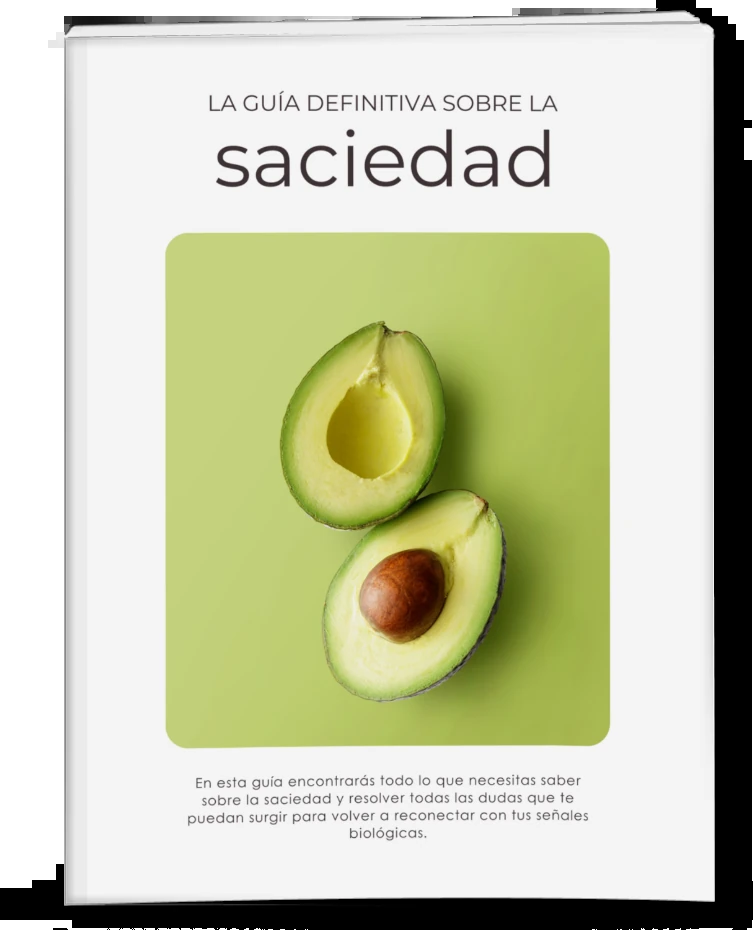 LA GUÍA DEFINITIVA SOBRE LA
saciedad
En esta guía encontrarás todo lo que necesitas saber
sobre la saciedad y resolver todas las dudas que te
puedan surgir para volver a reconectar con tus señales
biológicas.